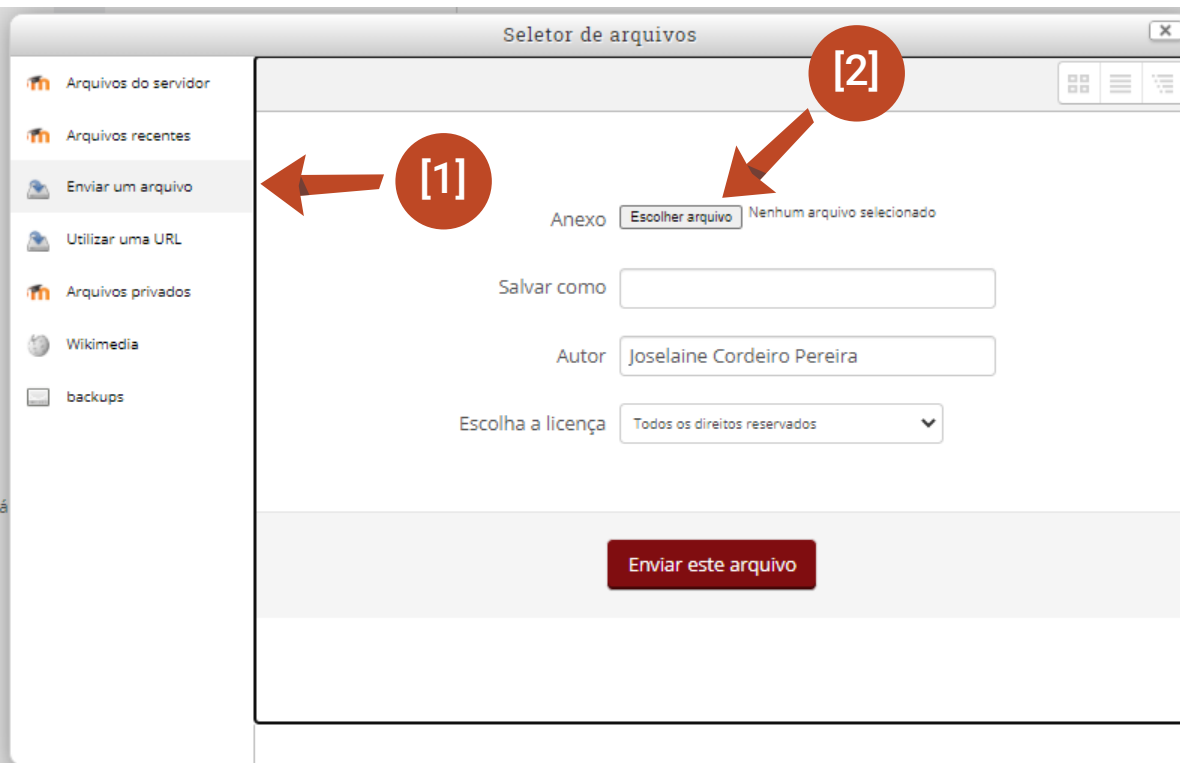 Seletor de arquivos
Arquivos do servidor
Arquivos recentes
Enviar um arquivo
Utilizar uma URL
Arquivos privados
Wikimedia
backups
[1]
[2]
Anexo Escolher arquivo Nenhum arquivo selecionado
Salvar como
Autor Joselaine Cordeiro Pereira
Escolha a licença Todos os direitos reservados
Enviar este arquivo
á